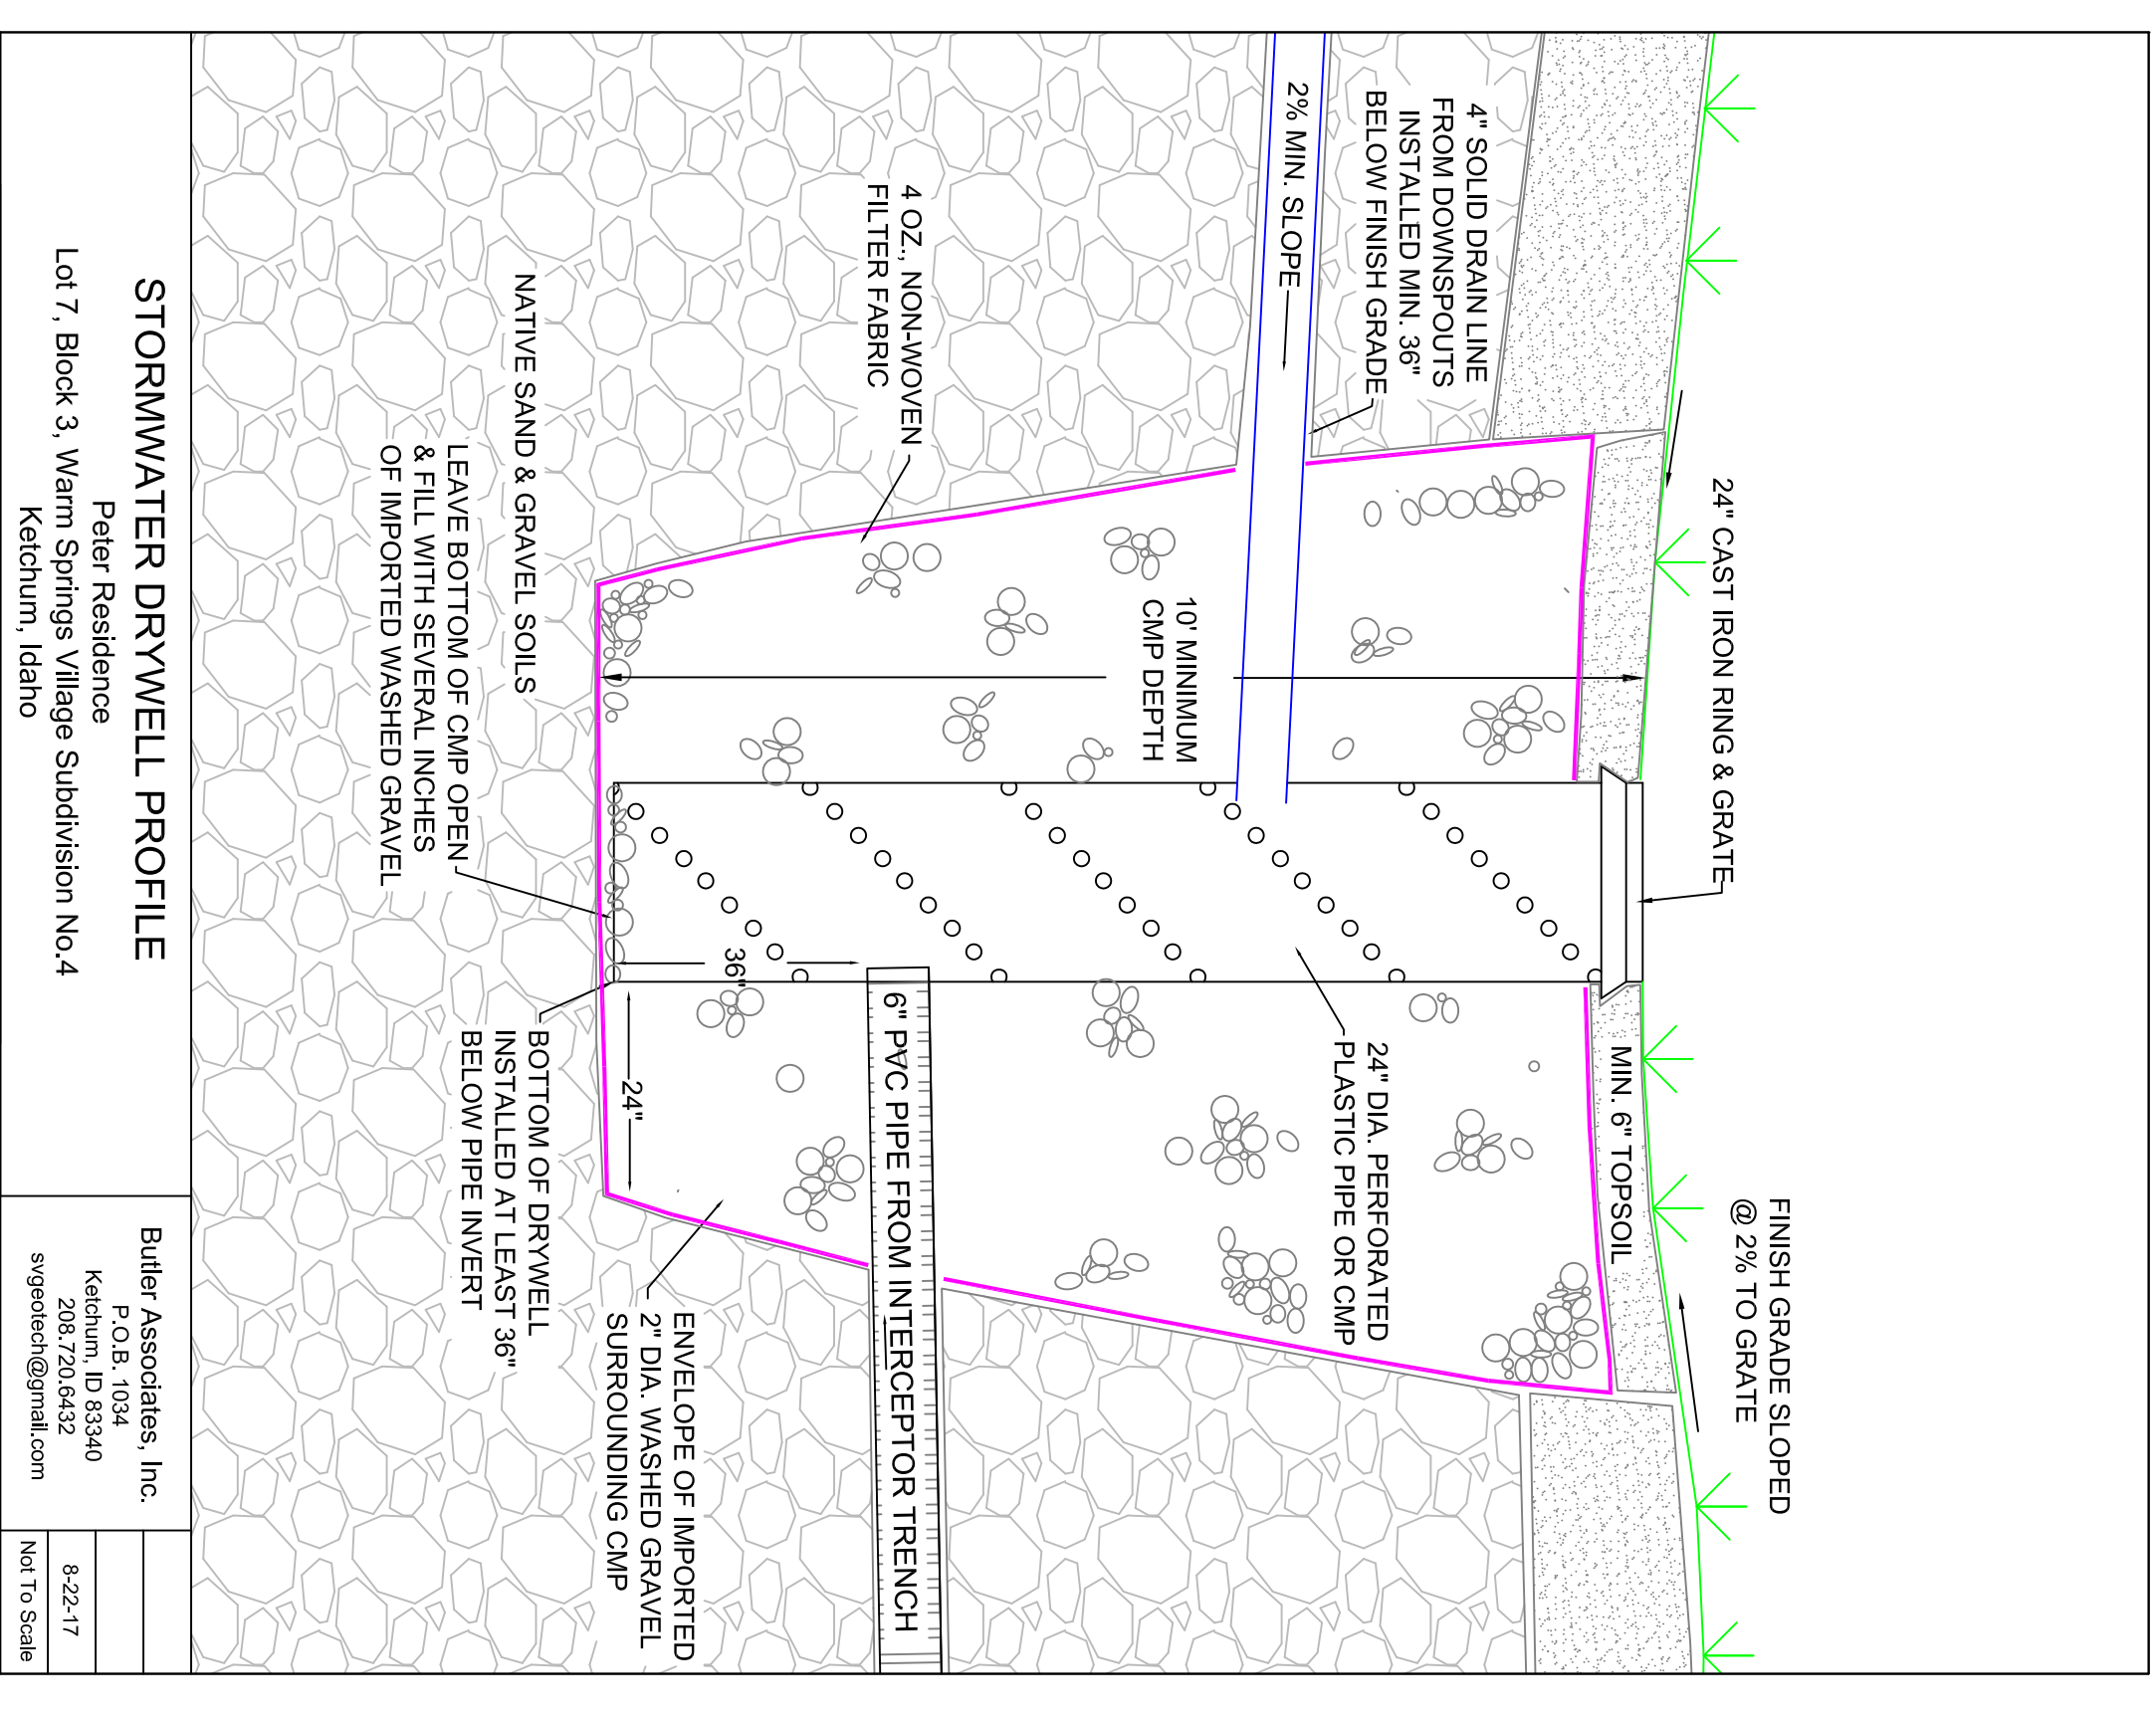 FINISH GRADE SLOPED
@ 2% TO GRATE
24" CAST IRON RING & GRATE
MIN. 6" TOPSOIL
4" SOLID DRAIN LINE
FROM DOWNSPOUTS
INSTALLED MIN. 36"
BELOW FINISH GRADE
24" DIA. PERFORATED
PLASTIC PIPE OR CMP
2% MIN. SLOPE
10' MINIMUM
CMP DEPTH
4 OZ., NON-WOVEN
FILTER FABRIC
6" PVC PIPE FROM INTERCEPTOR TRENCH
36"
24"
ENVELOPE OF IMPORTED
2" DIA. WASHED GRAVEL
SURROUNDING CMP
NATIVE SAND & GRAVEL SOILS
BOTTOM OF DRYWELL
INSTALLED AT LEAST 36"
BELOW PIPE INVERT
LEAVE BOTTOM OF CMP OPEN
& FILL WITH SEVERAL INCHES
OF IMPORTED WASHED GRAVEL
STORMWATER DRYWELL PROFILE
Peter Residence
Lot 7, Block 3, Warm Springs Village Subdivision No.4
Ketchum, Idaho
Butler Associates, Inc.
P.O.B. 1034
Ketchum, ID 83340
208.720.6432
svgeotech@gmail.com
8-22-17
Not To Scale